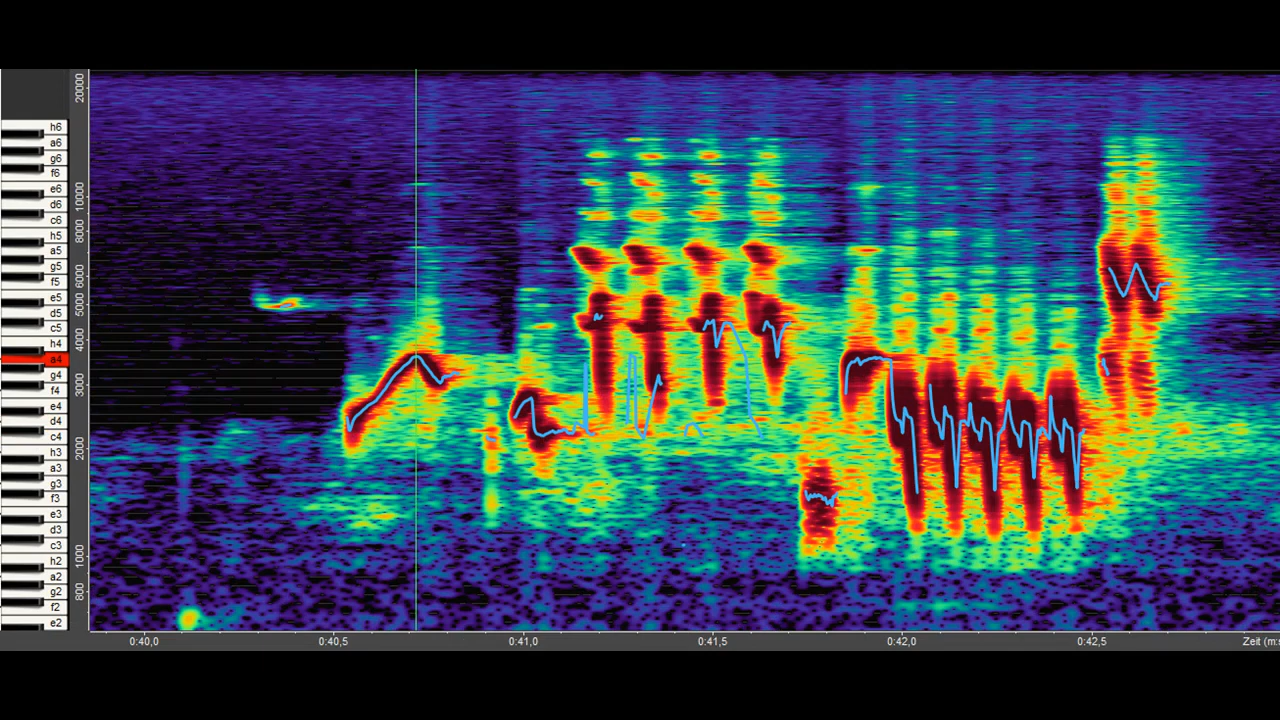 h6
a6
g6
f6
e6
d6
c6
h5
a5
g5
f5
e5
d5
c5
h4
a4
g4
f4
e4
d4
c4
h3
a3
g3
f3
e3
d3
c3
h2
a2
g2
f2
e2
20000
10000
8000
6000
5000
4000
3000
2000
1000
800
0:40,0 0:40,5 0:41,0 0:41,5 0:42,0 0:42,5 Zeit (m:s